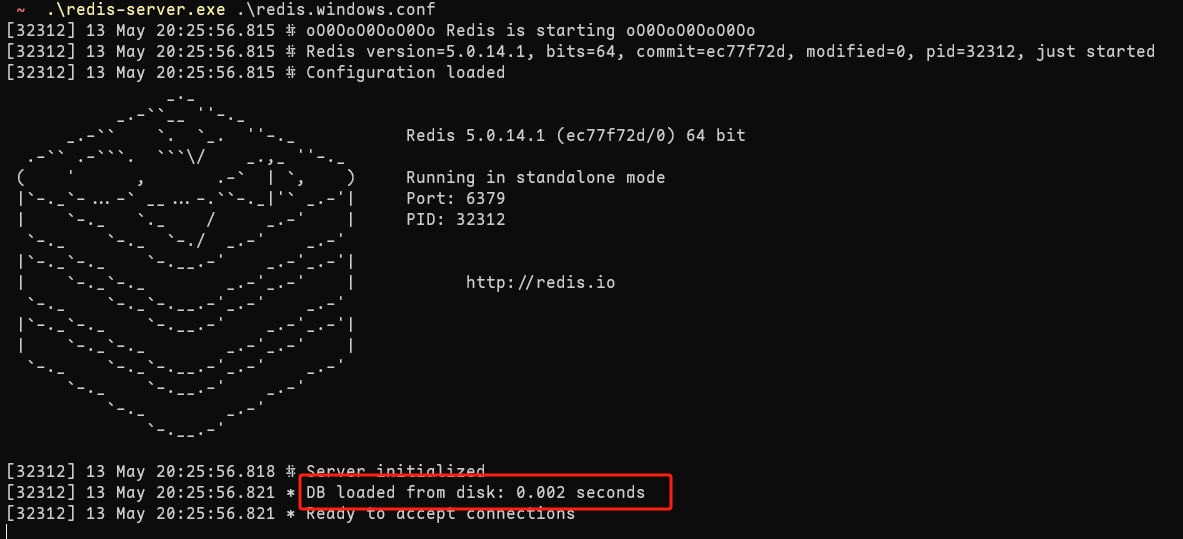 ~ .\redis-server.exe .\redis.windows.conf
[32312] 13 May 20:25:56.815 # oO0OoO0OoO0Oo Redis is starting oO0OoO0OoO0Oo
[32312] 13 May 20:25:56.815 # Redis version=5.0.14.1, bits=64, commit=ec77f72d, modified=0, pid=32312, just started
[32312] 13 May 20:25:56.815 # Configuration loaded
Redis 5.0.14.1 (ec77f72d/0) 64 bit
Running in standalone mode
Port: 6379
PID: 32312
http://redis.io
[32312] 13 May 20:25:56.818 # Server initialized
[32312] 13 May 20:25:56.821 * DB loaded from disk: 0.002 seconds
[32312] 13 May 20:25:56.821 * Ready to accept connections